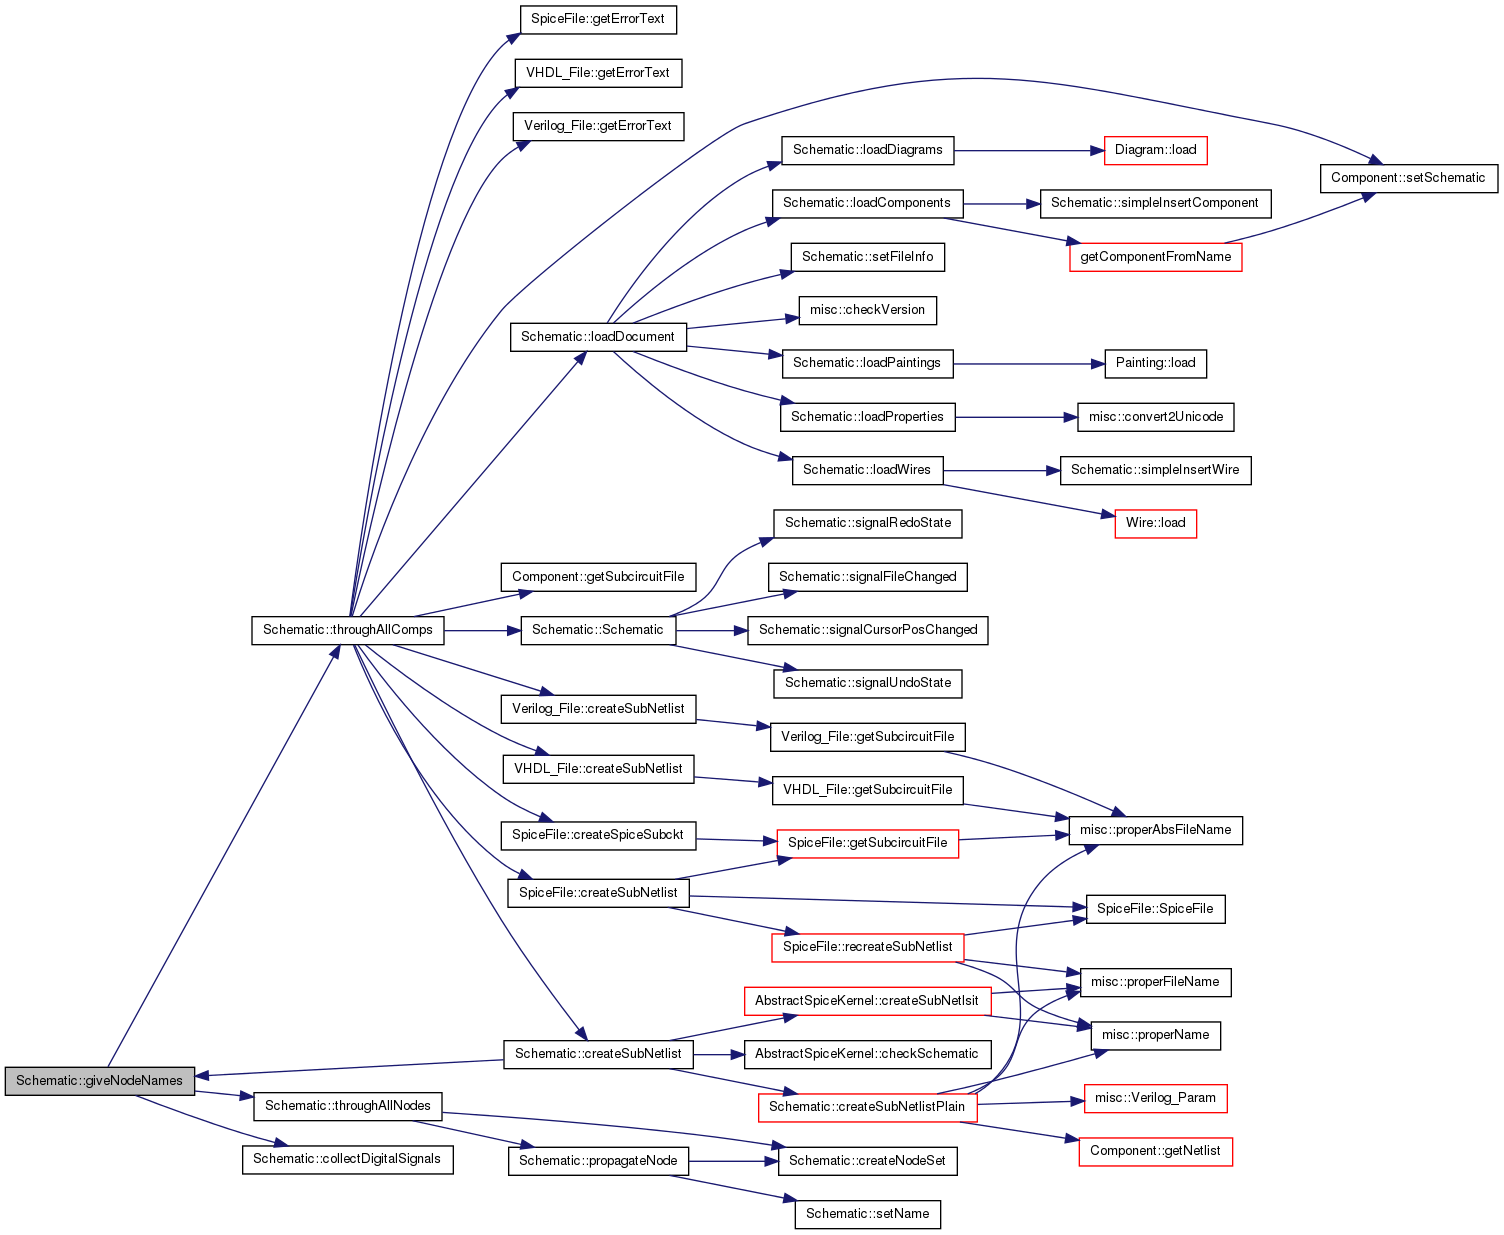 SpiceFile::getErrorText
VHDL_File::getErrorText
Verilog_File::getErrorText
Schematic::loadDiagrams
Diagram::load
Component::setSchematic
Schematic::loadComponents
Schematic::simpleInsertComponent
Schematic::setFileInfo
getComponentFromName
misc::checkVersion
Schematic::loadDocument
Schematic::loadPaintings
Painting::load
Schematic::loadProperties
misc::convert2Unicode
Schematic::loadWires
Schematic::simpleInsertWire
Schematic::signalRedoState
Wire::load
Component::getSubcircuitFile
Schematic::signalFileChanged
Schematic::throughAllComps
Schematic::Schematic
Schematic::signalCursorPosChanged
Schematic::signalUndoState
Verilog_File::createSubNetlist
Verilog_File::getSubcircuitFile
VHDL_File::createSubNetlist
VHDL_File::getSubcircuitFile
misc::properAbsFileName
SpiceFile::createSpiceSubckt
SpiceFile::getSubcircuitFile
SpiceFile::createSubNetlist
SpiceFile::SpiceFile
SpiceFile::recreateSubNetlist
misc::properFileName
AbstractSpiceKernel::createSubNetlsit
misc::properName
Schematic::createSubNetlist
AbstractSpiceKernel::checkSchematic
Schematic::giveNodeNames
Schematic::throughAllNodes
Schematic::createSubNetlistPlain
misc::Verilog_Param
Schematic::collectDigitalSignals
Schematic::propagateNode
Schematic::createNodeSet
Component::getNetlist
Schematic::setName